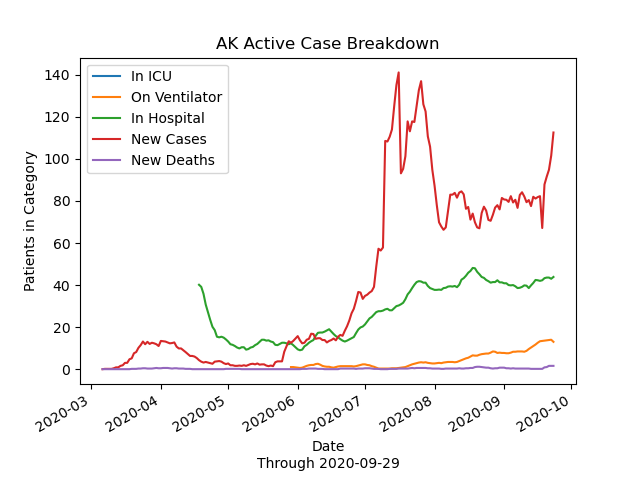 AK Active Case Breakdown
In ICU
On Ventilator
In Hospital
New Cases
New Deaths
Patients in Category
140
120
100
80
60
40
20
0
2020-03
2020-04
2020-05
2020-06
2020-07
2020-08
2020-09
2020-10
Date
Through 2020-09-29